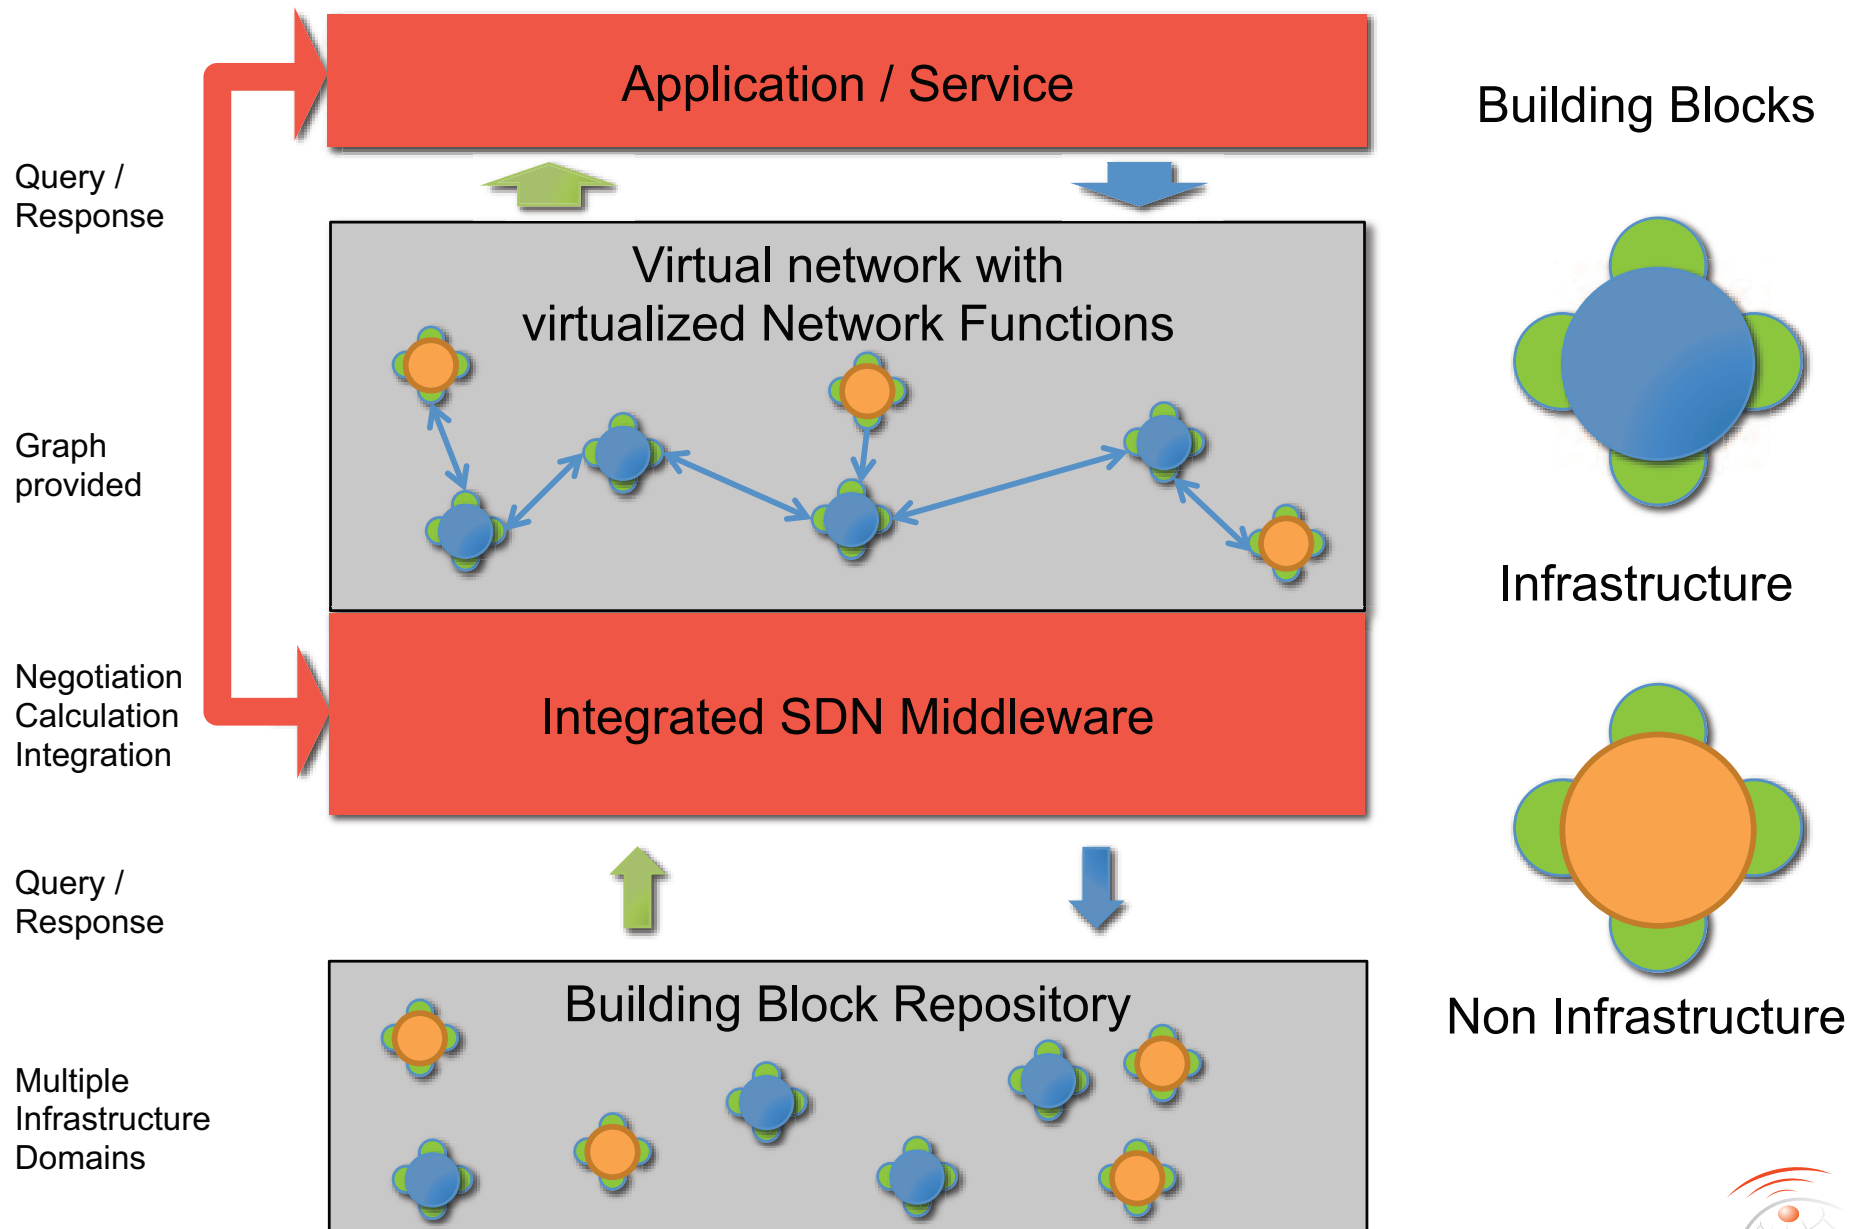 Application / Service
Building Blocks
Query /
Response
Virtual network with
virtualized Network Functions
Graph
provided
Infrastructure
Negotiation
Calculation
Integration
Integrated SDN Middleware
Query /
Response
Building Block Repository
Non Infrastructure
Multiple
Infrastructure
Domains